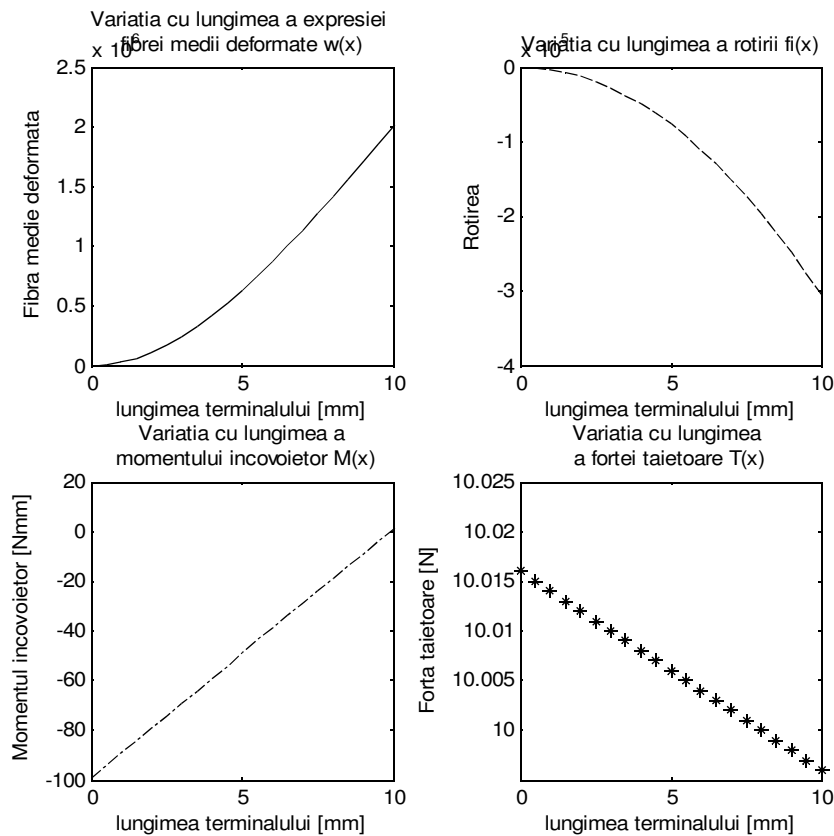 Variatia cu lungimea a expresiei
fibrei medii deformate w(x)
x 10^6
2.5
2
1.5
1
0.5
0
Fibra medie deformata
0 5 10
lungimea terminalului [mm]
Variatia cu lungimea a rotirii fi(x)
x 10^5
0
-1
-2
-3
-4
Rotirea
0 5 10
lungimea terminalului [mm]
Variatia cu lungimea a
momentului incovoietor M(x)
20
0
-20
-40
-60
-80
-100
Momentul incovoietor [Nmm]
0 5 10
lungimea terminalului [mm]
Variatia cu lungimea
a fortei taietoare T(x)
10.025
10.02
10.015
10.01
10.005
10
Forta taietoare [N]
0 5 10
lungimea terminalului [mm]